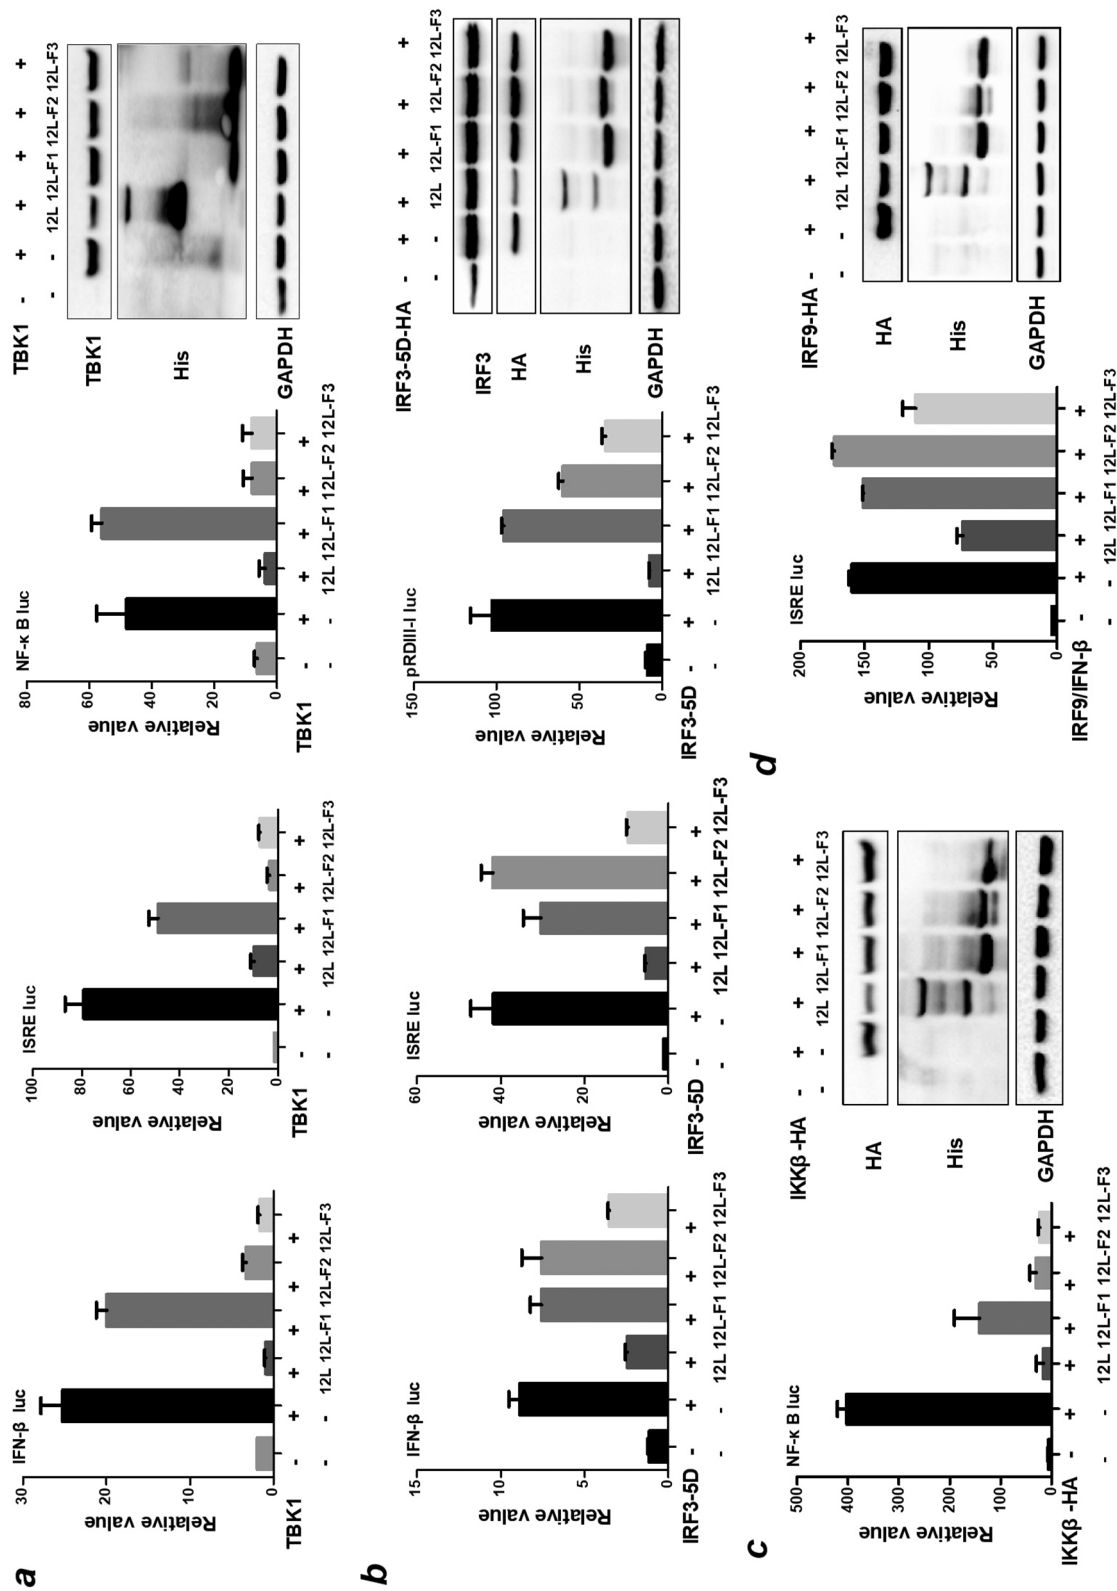 a
IFN-β luc
Relative value
30
20
10
0
TBK1 - + + + + +
- - 12L 12L-F1 12L-F2 12L-F3
ISRE luc
Relative value
100
80
60
40
20
0
TBK1 - + + + + +
- - 12L 12L-F1 12L-F2 12L-F3
NF-κ B luc
Relative value
80
60
40
20
0
TBK1 - + + + + +
- - 12L 12L-F1 12L-F2 12L-F3
TBK1 - + + + + +
- - 12L 12L-F1 12L-F2 12L-F3
TBK1
His
GAPDH
b
IFN-β luc
Relative value
15
10
5
0
IRF3-5D - + + + + +
- - 12L 12L-F1 12L-F2 12L-F3
ISRE luc
Relative value
60
40
20
0
IRF3-5D - + + + + +
- - 12L 12L-F1 12L-F2 12L-F3
pRDIII-I luc
Relative value
150
100
50
0
IRF3-5D - + + + + +
- - 12L 12L-F1 12L-F2 12L-F3
IRF3-5D-HA - + + + + +
- - 12L 12L-F1 12L-F2 12L-F3
IRF3
HA
His
GAPDH
c
NF-κ B luc
Relative value
500
400
300
200
100
0
IKKβ -HA - + + + + +
- - 12L 12L-F1 12L-F2 12L-F3
IKKβ -HA - + + + + +
- - 12L 12L-F1 12L-F2 12L-F3
HA
His
GAPDH
d
ISRE luc
Relative value
200
150
100
50
0
IRF9/IFN-β - + + + + +
- - 12L 12L-F1 12L-F2 12L-F3
IRF9-HA - + + + + +
- - 12L 12L-F1 12L-F2 12L-F3
HA
His
GAPDH